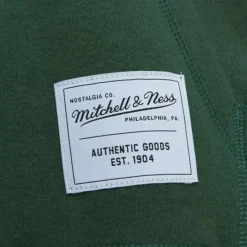 NOSTALGIA CO.
Mitchell & Ness
PHILADELPHIA, PA.
AUTHENTIC GOODS
EST. 1904